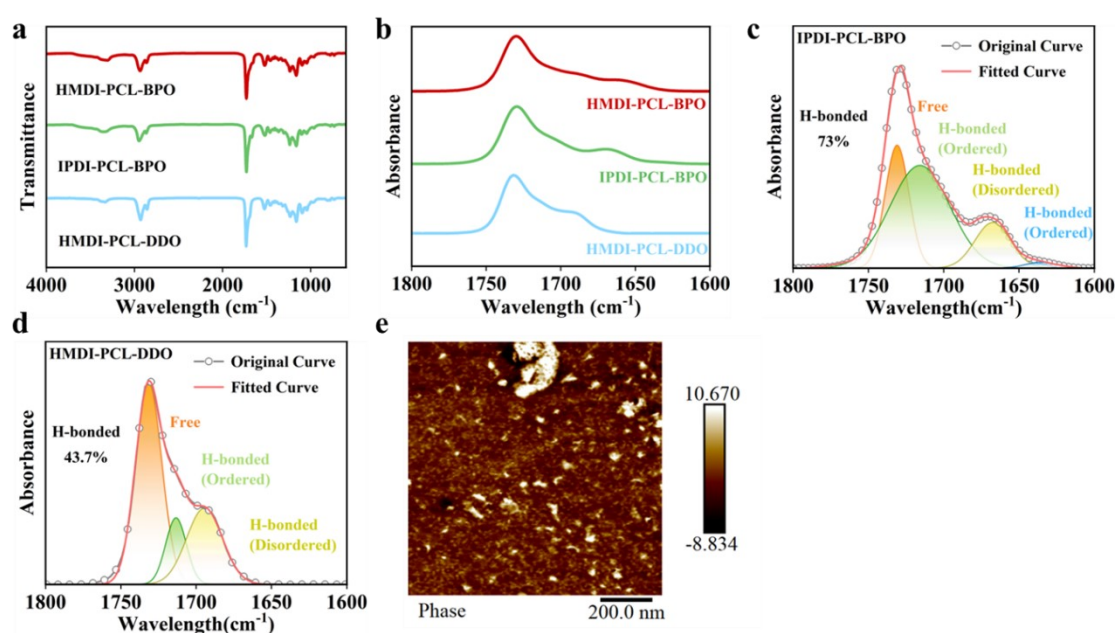 a
Transmittance
HMDI-PCL-BPO
IPDI-PCL-BPO
HMDI-PCL-DDO
4000 3000 2000 1000
Wavelength (cm-1)
b
Absorbance
HMDI-PCL-BPO
IPDI-PCL-BPO
HMDI-PCL-DDO
1800 1750 1700 1650 1600
Wavelength (cm-1)
c
IPDI-PCL-BPO
Original Curve
Fitted Curve
Absorbance
H-bonded
73%
Free
H-bonded
(Ordered)
H-bonded
(Disordered)
H-bonded
(Ordered)
1800 1750 1700 1650 1600
Wavelength (cm-1)
d
HMDI-PCL-DDO
Original Curve
Fitted Curve
Absorbance
H-bonded
43.7%
Free
H-bonded
(Ordered)
H-bonded
(Disordered)
1800 1750 1700 1650 1600
Wavelength(cm-1)
e
10.670
-8.834
Phase
200.0 nm